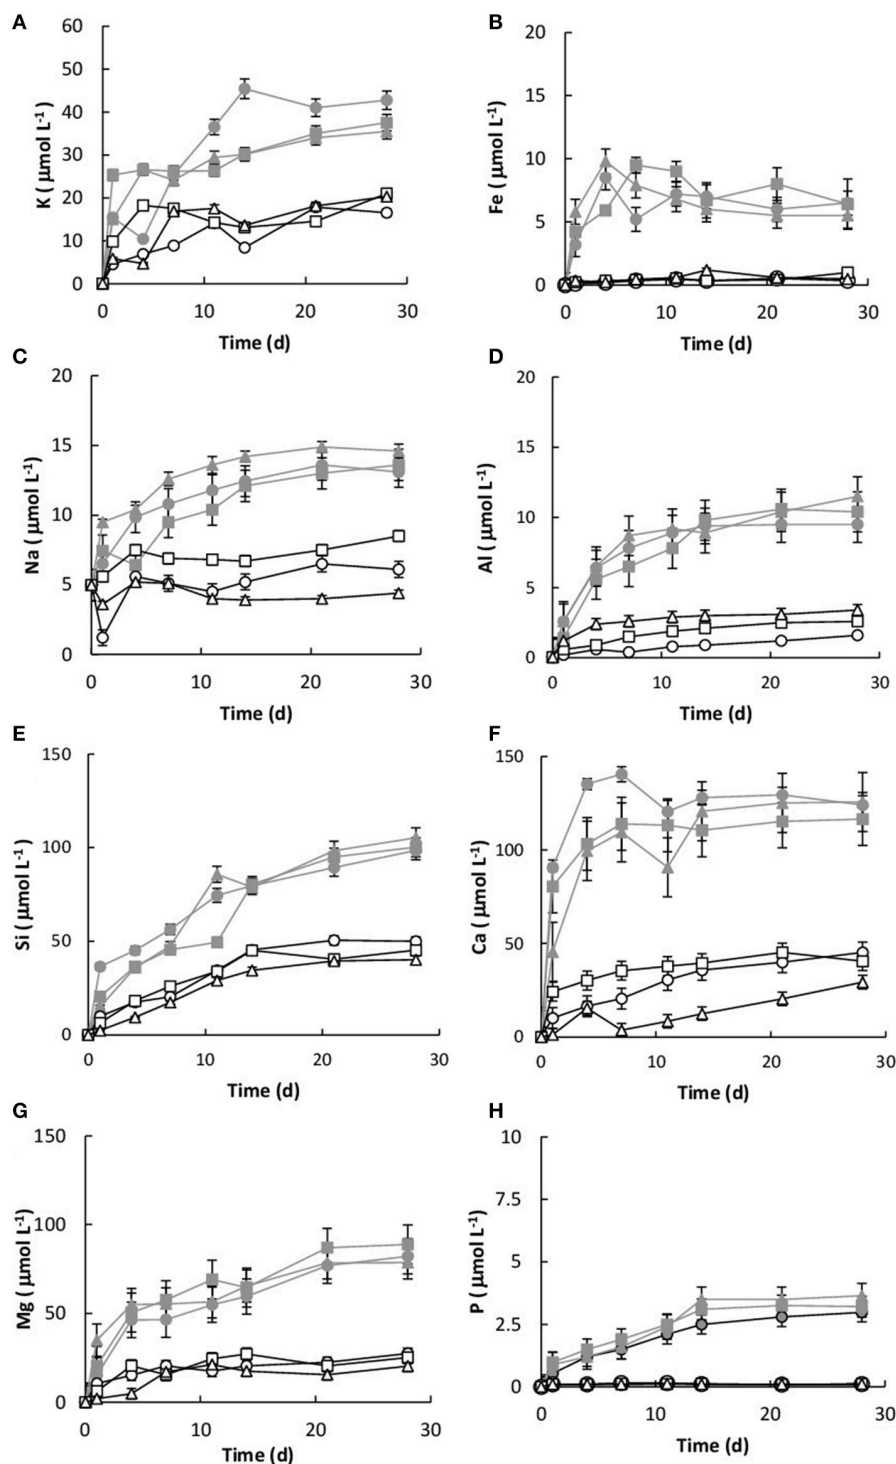 A
B
60
50
40
30
20
10
0
K ( µmol L-1)
0 10 20 30
Time (d)
20
15
10
5
0
Fe ( µmol L-1)
0 10 20 30
Time (d)
C
D
20
15
10
5
0
Na ( µmol L-1)
0 10 20 30
Time (d)
20
15
10
5
0
Al ( µmol L-1)
0 10 20 30
Time (d)
E
F
150
100
50
0
Si ( µmol L-1)
0 10 20 30
Time (d)
150
100
50
0
Ca ( µmol L-1)
0 10 20 30
Time (d)
G
H
150
100
50
0
Mg ( µmol L-1)
0 10 20 30
Time (d)
10
7.5
5
2.5
0
P ( µmol L-1)
0 10 20 30
Time (d)